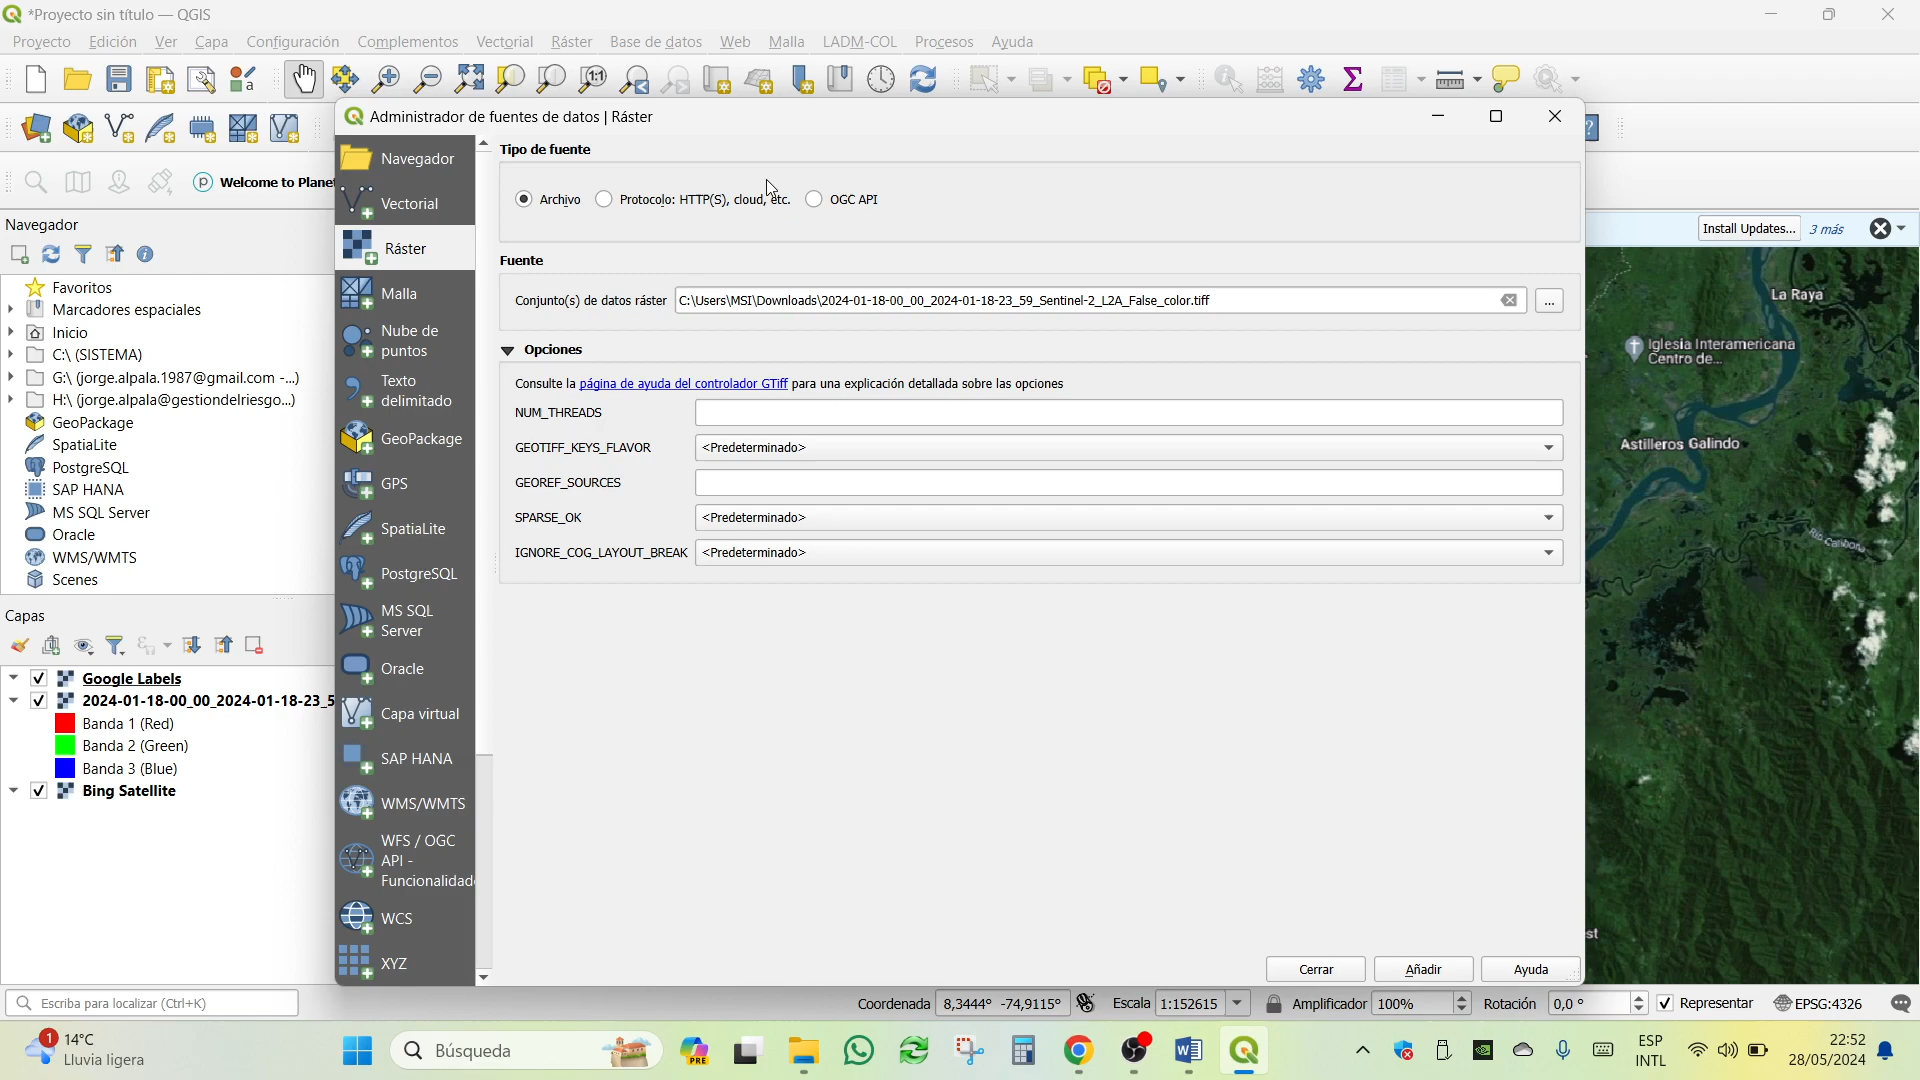 *Proyecto sin título — QGIS
Proyecto Edición Ver Capa Configuración Complementos Vectorial Ráster Base de datos Web Malla LADM-COL Procesos Ayuda
Administrador de fuentes de datos | Ráster
Welcome to Planet
Navegador
Favoritos
Marcadores espaciales
Inicio
C:\ (SISTEMA)
G:\ (jorge.alpala.1987@gmail.com -...)
H:\ (jorge.alpala@gestiondelriesgo...)
GeoPackage
SpatiaLite
PostgreSQL
SAP HANA
MS SQL Server
Oracle
WMS/WMTS
Scenes
Capas
Google Labels
2024-01-18-00_00_2024-01-18-23_5
Banda 1 (Red)
Banda 2 (Green)
Banda 3 (Blue)
Bing Satellite
Navegador
Vectorial
Ráster
Malla
Nube de
puntos
Texto
delimitado
GeoPackage
GPS
SpatiaLite
PostgreSQL
MS SQL
Server
Oracle
Capa virtual
SAP HANA
WMS/WMTS
WFS / OGC
API -
Funcionalidad
WCS
XYZ
Tipo de fuente
Archivo Protocolo: HTTP(S), cloud, etc. OGC API
Fuente
Conjunto(s) de datos ráster C:\Users\MSI\Downloads\2024-01-18-00_00_2024-01-18-23_59_Sentinel-2_L2A_False_color.tiff ...
Opciones
Consulte la página de ayuda del controlador GTiff para una explicación detallada sobre las opciones
NUM_THREADS
GEOTIFF_KEYS_FLAVOR <Predeterminado>
GEOREF_SOURCES
SPARSE_OK <Predeterminado>
IGNORE_COG_LAYOUT_BREAK <Predeterminado>
Cerrar Añadir Ayuda
Install Updates... 3 más
La Raya
Iglesia Interamericana
Centro de...
Astilleros Galindo
st
Escriba para localizar (Ctrl+K)
Coordenada 8,3444° -74,9115° Escala 1:152615 Amplificador 100% Rotación 0,0 ° Representar EPSG:4326
1 14°C
Lluvia ligera
Búsqueda
PRE
ESP
INTL
22:52
28/05/2024